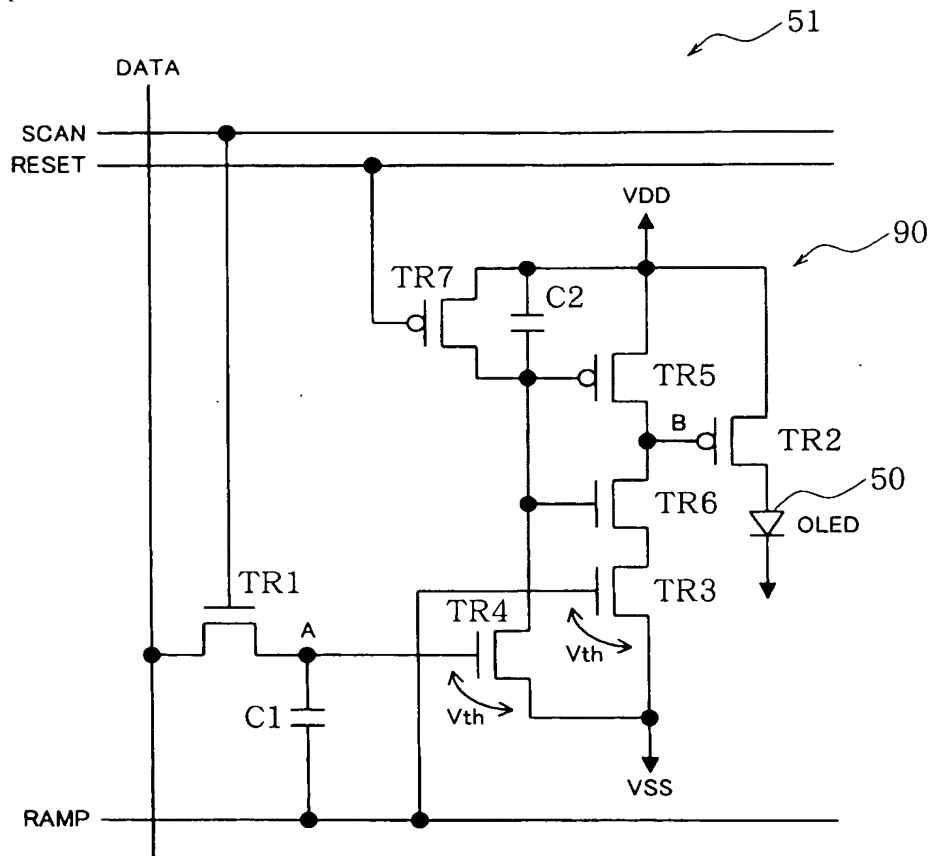 51
DATA
SCAN
RESET
VDD
90
TR7
C2
TR5
B
TR2
50
TR6
OLED
TR1
TR3
A
TR4
Vth
Vth
C1
VSS
RAMP